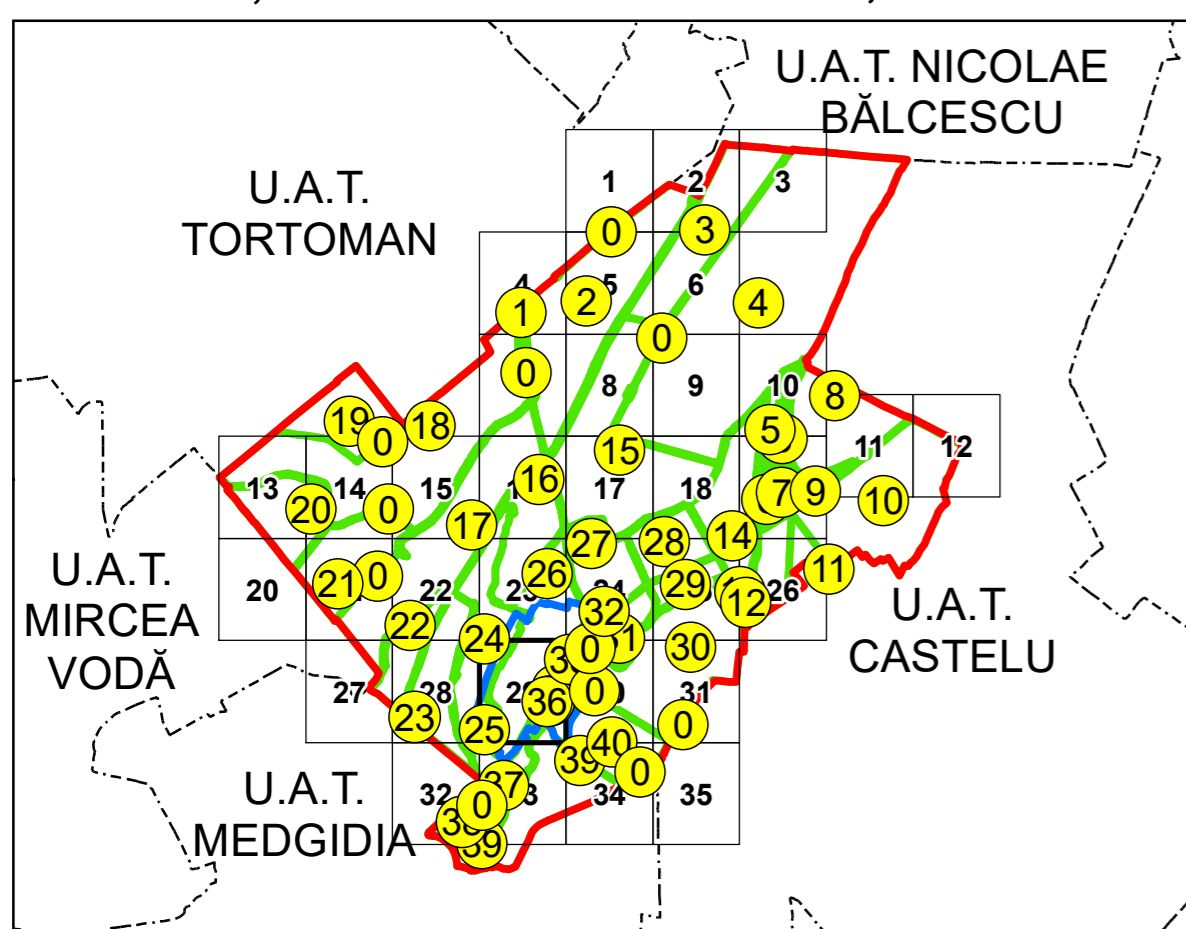 U.A.T. NICOLAE
BĂLCESCU
U.A.T.
TORTOMAN
1 2 3
0 3
4 5 6
1 2 4
0
0 8 9 10 8
19 0 18 5
15 11 12
13 14 15 16 17 18
20 0 7 9 10
17 27 28 14
U.A.T.
MIRCEA
VODĂ
20 21 0 22 26 29 26 11
32 12
22 24 30
U.A.T.
CASTELU
27 28 36 0 31
23 25 0
39 40 0
U.A.T.
MEDGIDIA
32 37 34 35
0
38
39